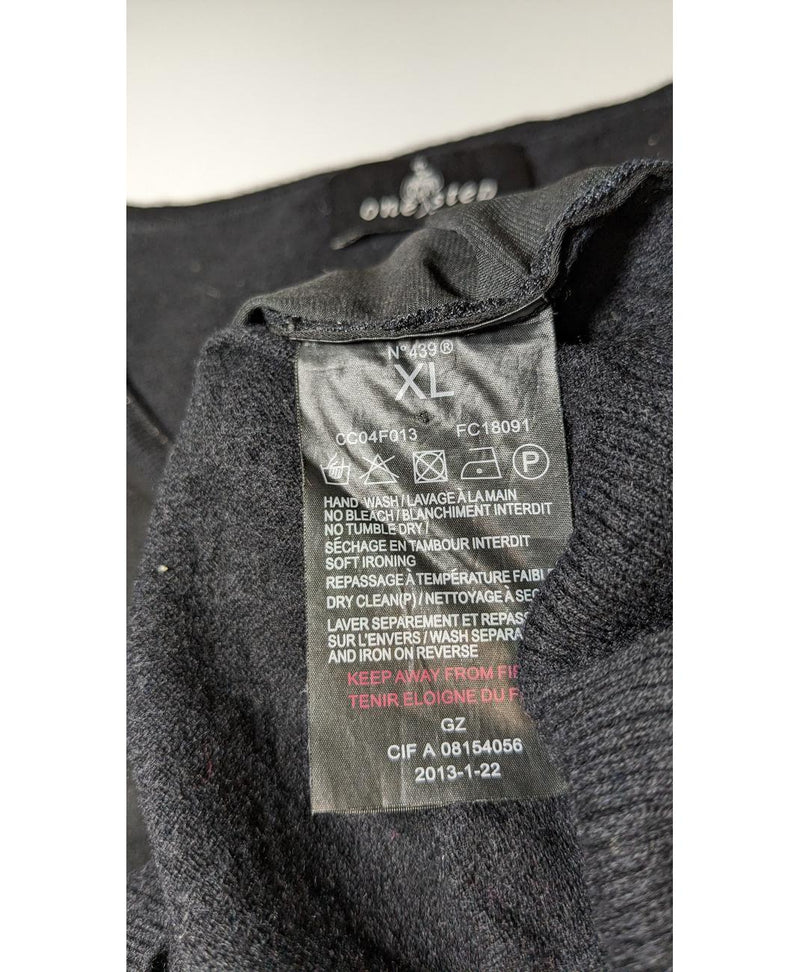 one step
N°439®
XL
CC04F013 FC18091
P
HAND WASH / LAVAGE À LA MAIN
NO BLEACH / BLANCHIMENT INTERDIT
NO TUMBLE DRY /
SÉCHAGE EN TAMBOUR INTERDIT
SOFT IRONING
REPASSAGE À TEMPÉRATURE FAIBLE
DRY CLEAN(P) / NETTOYAGE À
LAVER SEPAREMENT ET
SUR L'ENVERS / WASH
AND IRON ON REVERSE
KEEP AWAY FROM
TENIR ELOIGNE DU
GZ
CIF A 08154056
2013-1-22